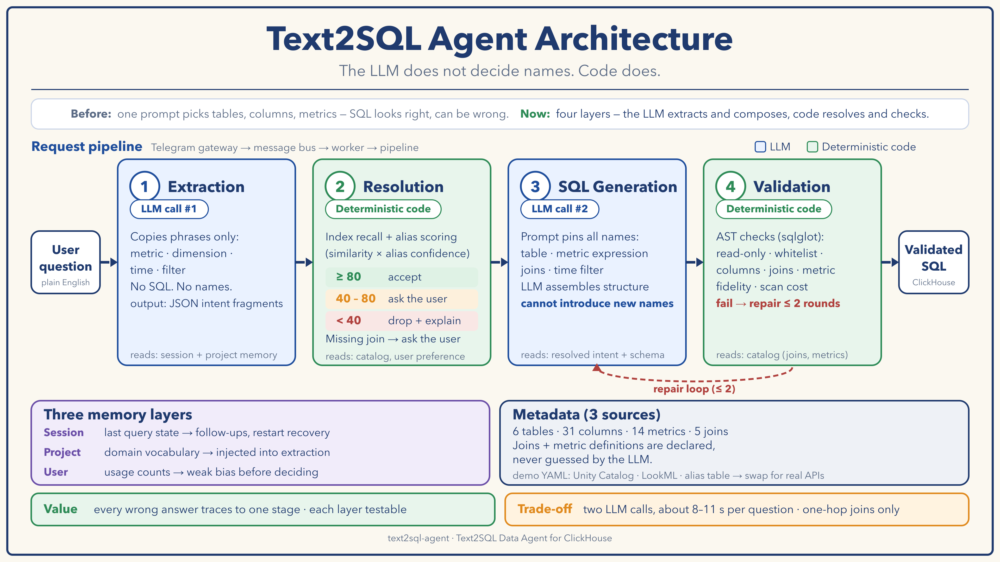 Text2SQL Agent Architecture
The LLM does not decide names. Code does.
Before: one prompt picks tables, columns, metrics – SQL looks right, can be wrong. Now: four layers – the LLM extracts and composes, code resolves and checks.
Request pipeline Telegram gateway → message bus → worker → pipeline
LLM Deterministic code
User
question
plain English
1 Extraction
LLM call #1
Copies phrases only:
metric · dimension ·
time · filter
No SQL. No names.
output: JSON intent fragments
reads: session + project memory
2 Resolution
Deterministic code
Index recall + alias scoring
(similarity × alias confidence)
≥ 80 accept
40 – 80 ask the user
< 40 drop + explain
Missing join → ask the user
reads: catalog, user preference
3 SQL Generation
LLM call #2
Prompt pins all names:
table · metric expression
joins · time filter
LLM assembles structure
cannot introduce new names
reads: resolved intent + schema
4 Validation
Deterministic code
AST checks (sqlglot):
read-only · whitelist ·
columns · joins · metric
fidelity · scan cost
fail → repair ≤ 2 rounds
reads: catalog (joins, metrics)
Validated
SQL
ClickHouse
repair loop (≤ 2)
Three memory layers
Session last query state → follow-ups, restart recovery
Project domain vocabulary → injected into extraction
User usage counts → weak bias before deciding
Metadata (3 sources)
6 tables · 31 columns · 14 metrics · 5 joins
Joins + metric definitions are declared,
never guessed by the LLM.
demo YAML: Unity Catalog · LookML · alias table → swap for real APIs
Value every wrong answer traces to one stage · each layer testable
Trade-off two LLM calls, about 8–11 s per question · one-hop joins only
text2sql-agent · Text2SQL Data Agent for ClickHouse